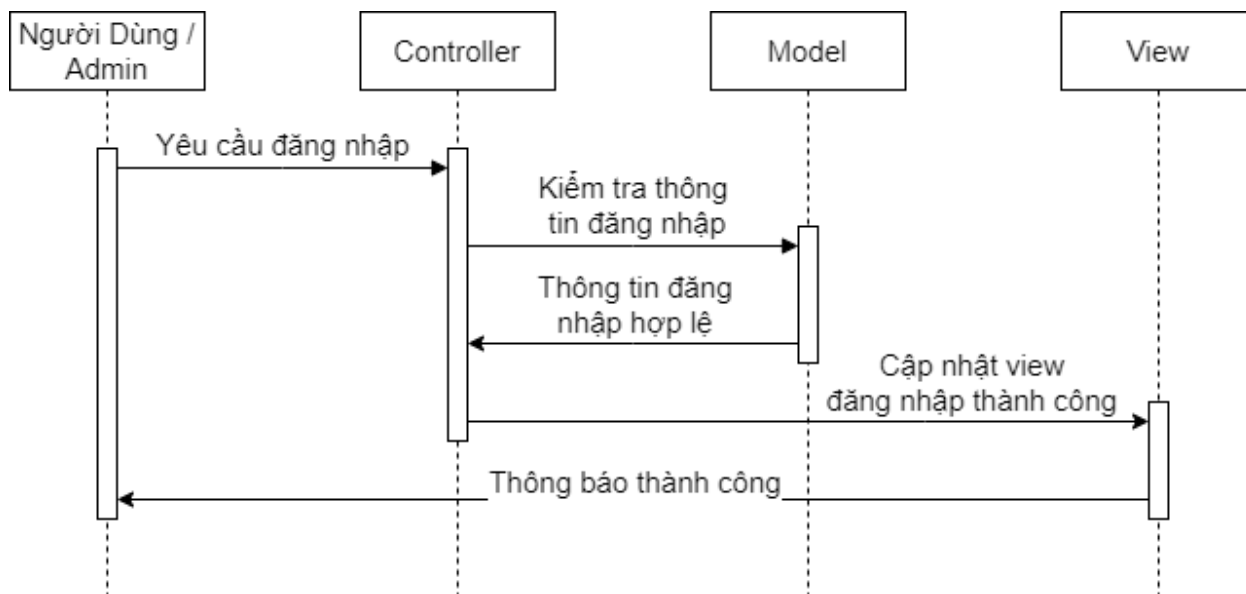 Người Dùng /
Admin
Controller
Model
View
Yêu cầu đăng nhập
Kiểm tra thông
tin đăng nhập
Thông tin đăng
nhập hợp lệ
Cập nhật view
đăng nhập thành công
Thông báo thành công